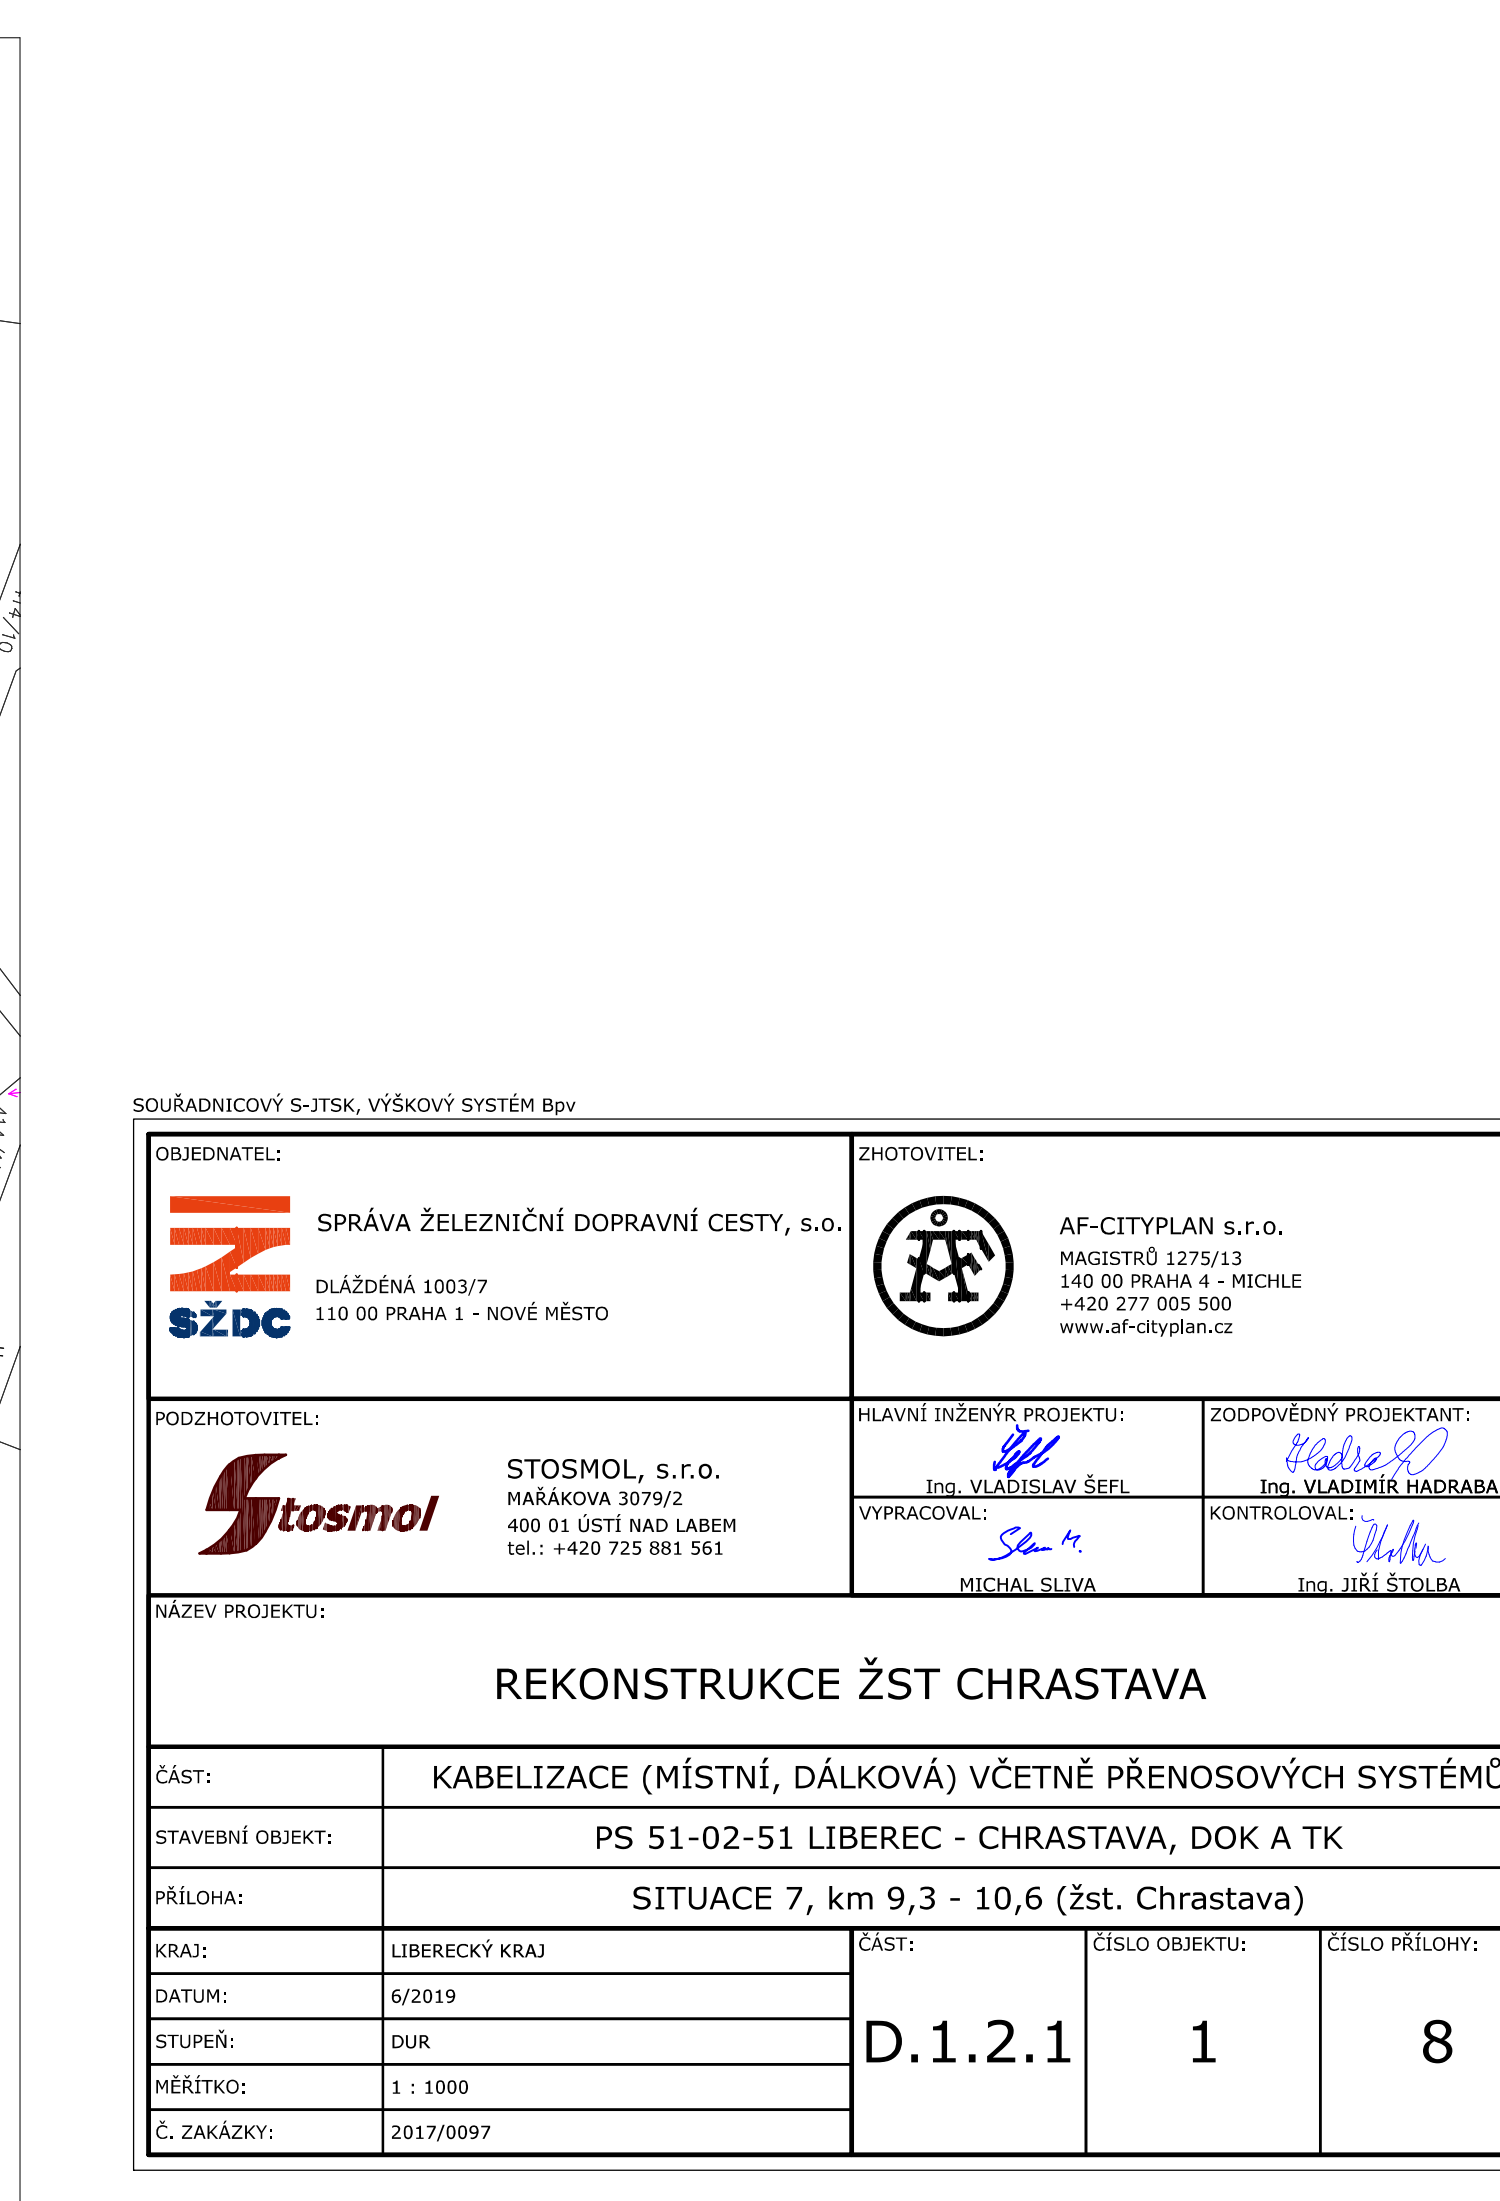 14/10
SOUŘADNICOVÝ S-JTSK, VÝŠKOVÝ SYSTÉM Bpv
OBJEDNATEL:
SŽDC
SPRÁVA ŽELEZNIČNÍ DOPRAVNÍ CESTY, s.o.
DLÁŽDÉNÁ 1003/7
110 00 PRAHA 1 - NOVÉ MĚSTO
ZHOTOVITEL:
AF
AF-CITYPLAN s.r.o.
MAGISTRŮ 1275/13
140 00 PRAHA 4 - MICHLE
+420 277 005 500
www.af-cityplan.cz
PODZHOTOVITEL:
Stosmol
STOSMOL, s.r.o.
MAŘÁKOVA 3079/2
400 01 ÚSTÍ NAD LABEM
tel.: +420 725 881 561
HLAVNÍ INŽENÝR PROJEKTU:
Šefl
Ing. VLADISLAV ŠEFL
ZODPOVĚDNÝ PROJEKTANT:
Ing. VLADIMÍR HADRABA
VYPRACOVAL:
MICHAL SLIVA
KONTROLOVAL:
Štolba
Ing. JIŘÍ ŠTOLBA
NÁZEV PROJEKTU:
REKONSTRUKCE ŽST CHRASTAVA
ČÁST:
KABELIZACE (MÍSTNÍ, DÁLKOVÁ) VČETNĚ PŘENOSOVÝCH SYSTÉMŮ
STAVEBNÍ OBJEKT:
PS 51-02-51 LIBEREC - CHRASTAVA, DOK A TK
PŘÍLOHA:
SITUACE 7, km 9,3 - 10,6 (žst. Chrastava)
KRAJ:
LIBERECKÝ KRAJ
DATUM:
6/2019
STUPEŇ:
DUR
MĚŘÍTKO:
1 : 1000
Č. ZAKÁZKY:
2017/0097
ČÁST:
D.1.2.1
ČÍSLO OBJEKTU:
1
ČÍSLO PŘÍLOHY:
8